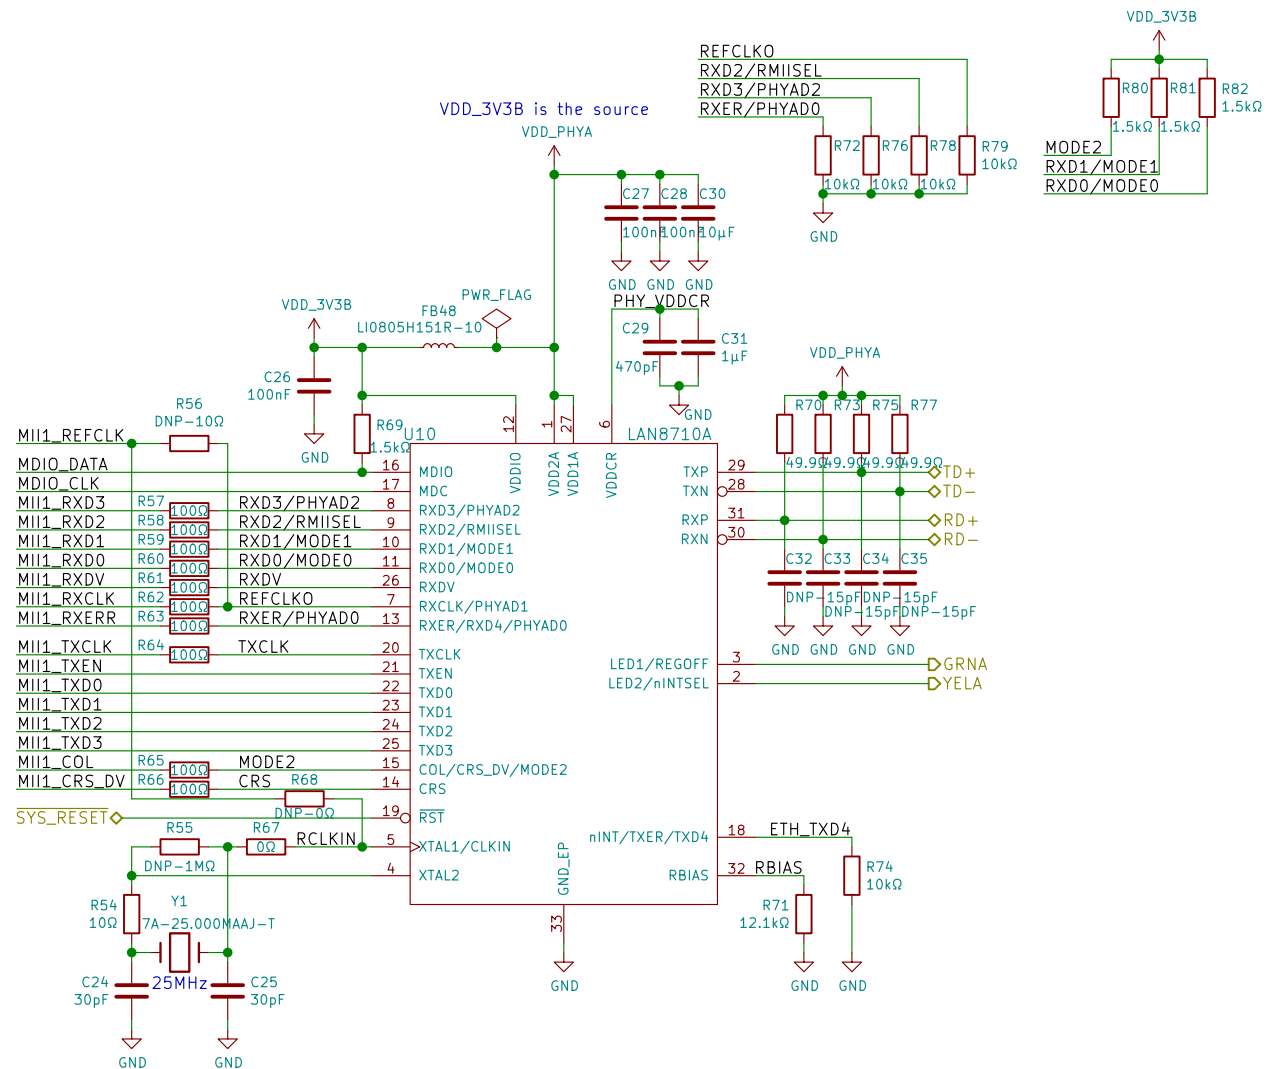 VDD_3V3B
REFCLKO
RXD2/RMIISEL
RXD3/PHYAD2
RXER/PHYAD0
R72
10kΩ
R76
10kΩ
R78
10kΩ
R79
10kΩ
GND
R80
1.5kΩ
R81
1.5kΩ
R82
1.5kΩ
MODE2
RXD1/MODE1
RXD0/MODE0
VDD_3V3B is the source
VDD_PHYA
C27
100nF
C28
100nF
C30
10µF
GND
GND
GND
PHY_VDDCR
C29
470pF
C31
1µF
GND
VDD_3V3B
FB48
LI0805H151R-10
PWR_FLAG
C26
100nF
GND
R69
1.5kΩ
R56
DNP-10Ω
VDD_PHYA
R70
49.9Ω
R73
49.9Ω
R75
49.9Ω
R77
49.9Ω
U10
LAN8710A
12
VDDIO
1
VDD2A
27
VDD1A
6
VDDCR
MII1_REFCLK
MDIO_DATA
16
MDIO
MDIO_CLK
17
MDC
MII1_RXD3
R57
100Ω
RXD3/PHYAD2
8
RXD3/PHYAD2
MII1_RXD2
R58
100Ω
RXD2/RMIISEL
9
RXD2/RMIISEL
MII1_RXD1
R59
100Ω
RXD1/MODE1
10
RXD1/MODE1
MII1_RXD0
R60
100Ω
RXD0/MODE0
11
RXD0/MODE0
MII1_RXDV
R61
100Ω
RXDV
26
RXDV
MII1_RXCLK
R62
100Ω
REFCLKO
7
RXCLK/PHYAD1
MII1_RXERR
R63
100Ω
RXER/PHYAD0
13
RXER/RXD4/PHYAD0
MII1_TXCLK
R64
100Ω
TXCLK
20
TXCLK
MII1_TXEN
21
TXEN
MII1_TXD0
22
TXD0
MII1_TXD1
23
TXD1
MII1_TXD2
24
TXD2
MII1_TXD3
25
TXD3
MII1_COL
R65
100Ω
MODE2
15
COL/CRS_DV/MODE2
MII1_CRS_DV
R66
100Ω
CRS
14
CRS
R68
DNP-0Ω
SYS_RESET
19
RST
R55
DNP-1MΩ
R67
0Ω
RCLKIN
5
XTAL1/CLKIN
4
XTAL2
R54
10Ω
Y1
7A-25.000MAAJ-T
25MHz
C24
30pF
C25
30pF
GND
GND
TXP
29
TD+
TXN
28
TD-
RXP
31
RD+
RXN
30
RD-
C32
DNP-15pF
C33
DNP-15pF
C34
DNP-15pF
C35
DNP-15pF
GND
GND
GND
GND
LED1/REGOFF
3
GRNA
LED2/nINTSEL
2
YELA
nINT/TXER/TXD4
18
ETH_TXD4
RBIAS
32
RBIAS
R74
10kΩ
R71
12.1kΩ
GND
GND
GND_EP
33
GND